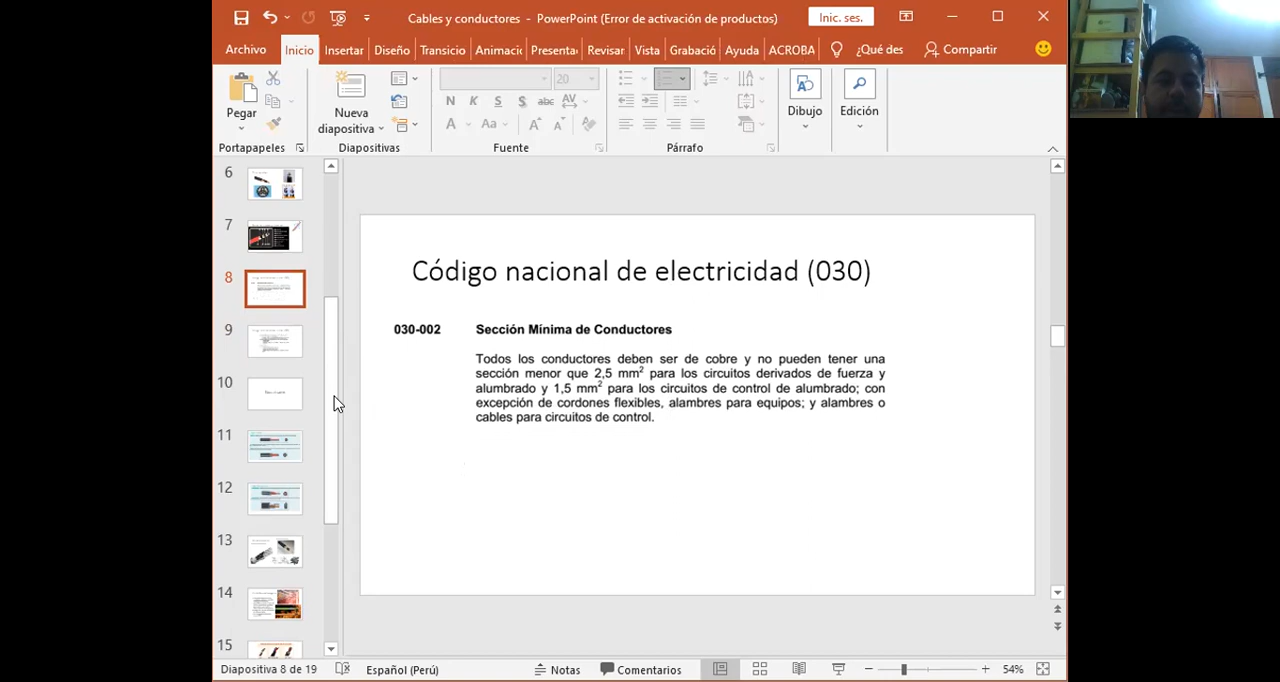 Cables y conductores - PowerPoint (Error de activación de productos)
Inic. ses.
Archivo Inicio Insertar Diseño Transicio Animacic Presenta Revisar Vista Grabació Ayuda ACROBA ¿Qué des Compartir
20
Pegar
Nueva
diapositiva
N K S S abc AV
A Aa A A
Dibujo
Edición
Portapapeles Diapositivas Fuente Párrafo
6
7
8
9
10
11
12
13
14
15
Código nacional de electricidad (030)
030-002 Sección Mínima de Conductores
Todos los conductores deben ser de cobre y no pueden tener una
sección menor que 2,5 mm² para los circuitos derivados de fuerza y
alumbrado y 1,5 mm² para los circuitos de control de alumbrado; con
excepción de cordones flexibles, alambres para equipos; y alambres o
cables para circuitos de control.
Diapositiva 8 de 19 Español (Perú) Notas Comentarios 54%